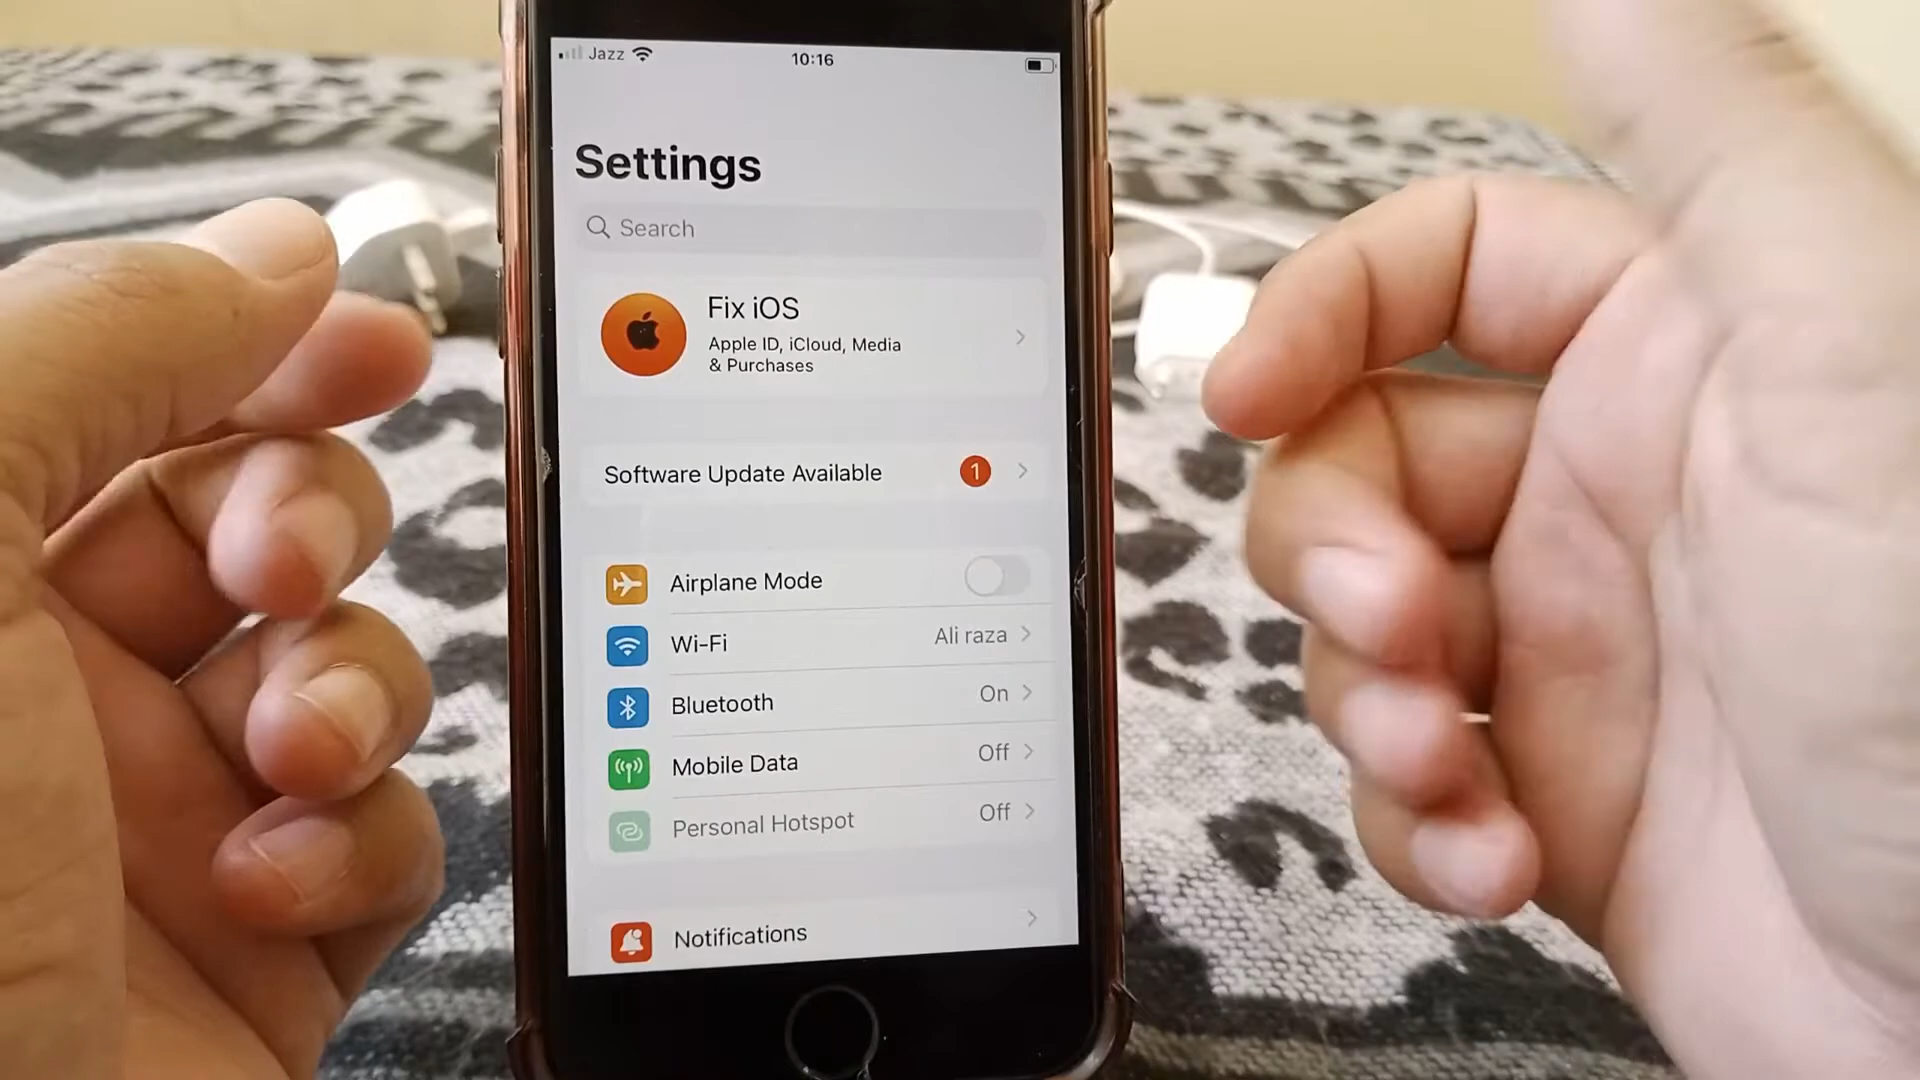 Jazz
10:16
Settings
Search
Fix iOS
Apple ID, iCloud, Media
& Purchases
Software Update Available 1
Airplane Mode
Wi-Fi Ali raza
Bluetooth On
Mobile Data Off
Personal Hotspot Off
Notifications